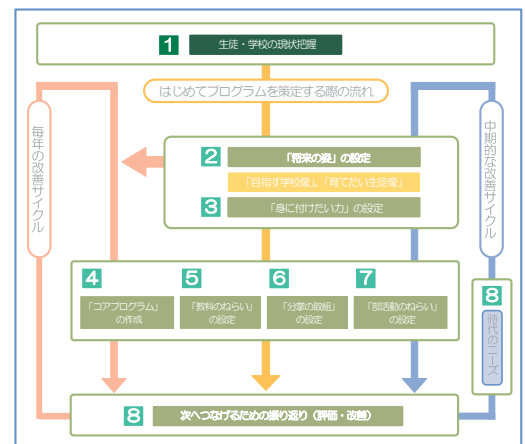 1 生徒・学校の現状把握
はじめてプログラムを策定する際の流れ
毎年の改善サイクル
中期的な改善サイクル
2 「将来の姿」の設定
「目指す学校像」、「育てたい生徒像」
3 「身に付けたい力」の設定
4
「コアプログラム」
の作成
5
「教科のねらい」
の設定
6
「分掌の取組」
の設定
7
「部活動のねらい」
の設定
8
時代のニーズ
8 次へつなげるための振り返り（評価・改善）